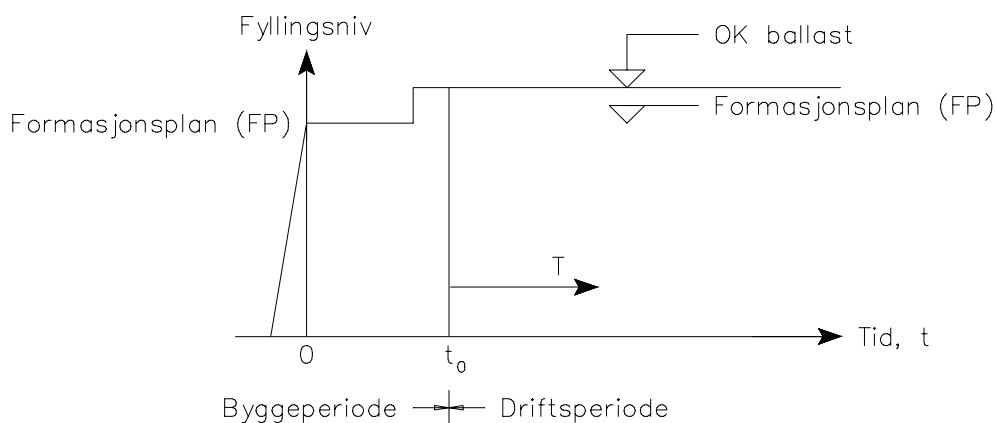 Fyllingsniv
OK ballast
Formasjonsplan (FP)
Formasjonsplan (FP)
T
Tid, t
0
t0
Byggeperiode
Driftsperiode